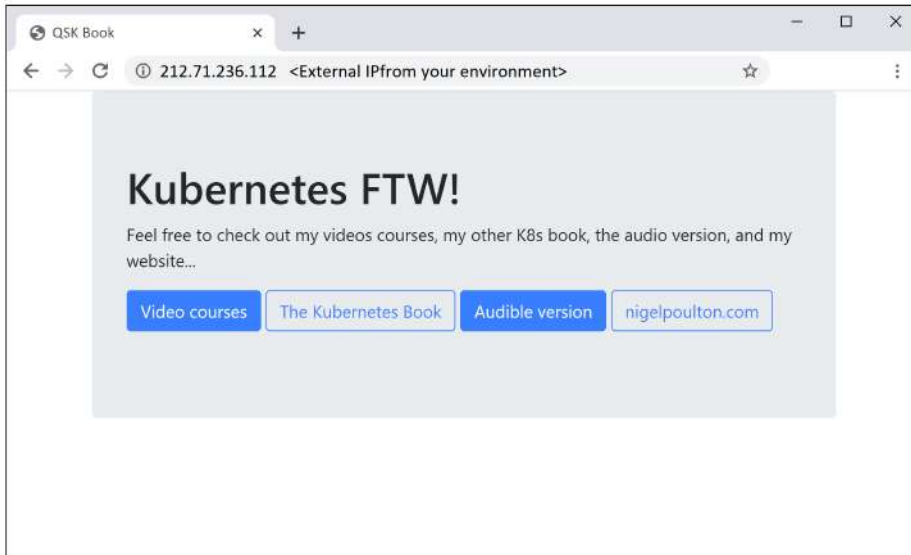 QSK Book
212.71.236.112 <External IPfrom your environment>
Kubernetes FTW!
Feel free to check out my videos courses, my other K8s book, the audio version, and my
website...
Video courses The Kubernetes Book Audible version nigelpoulton.com